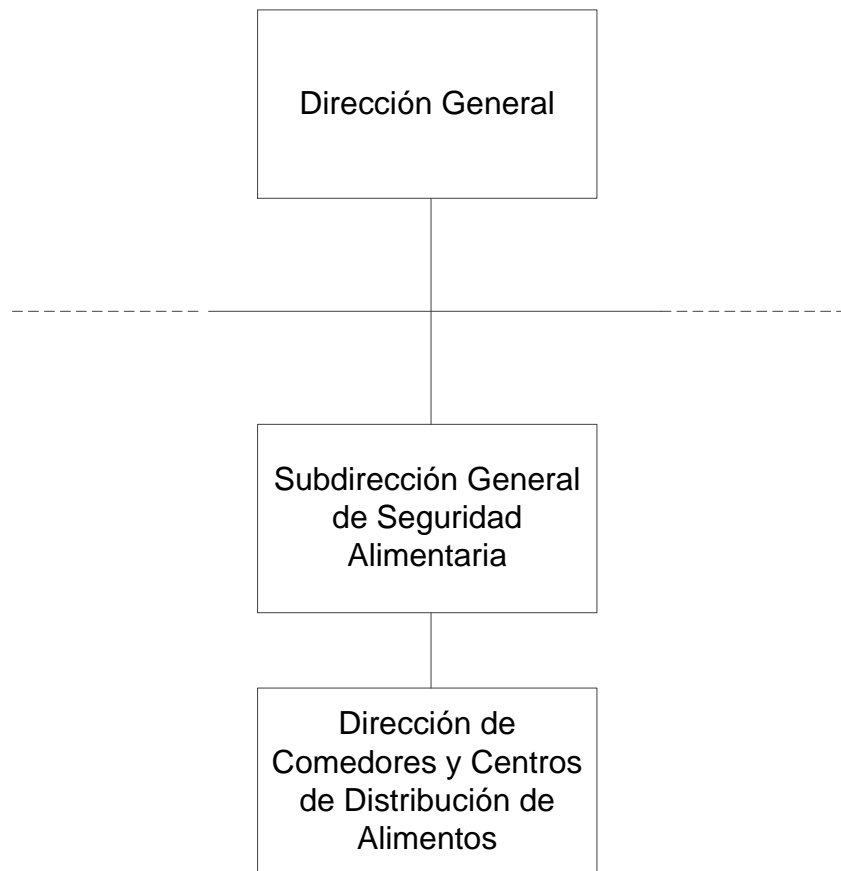 Dirección General
Subdirección General
de Seguridad
Alimentaria
Dirección de
Comedores y Centros
de Distribución de
Alimentos